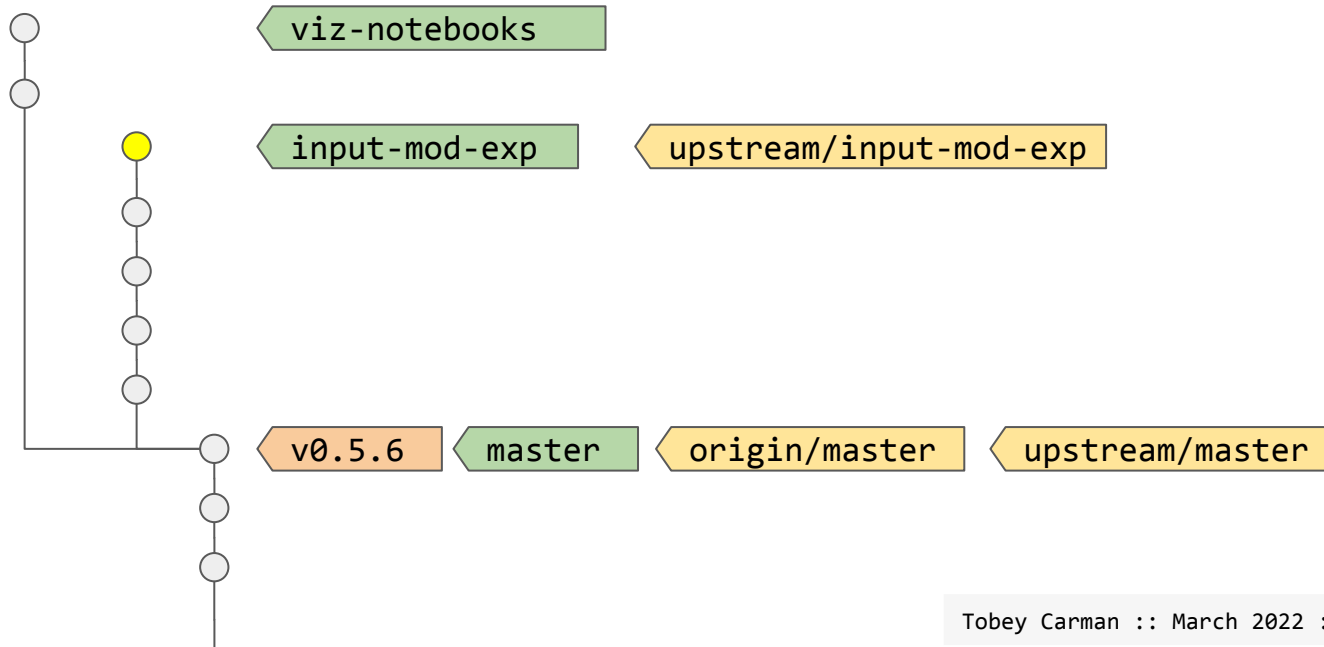 viz-notebooks
input-mod-exp upstream/input-mod-exp
v0.5.6 master origin/master upstream/master
Tobey Carman :: March 2022 :